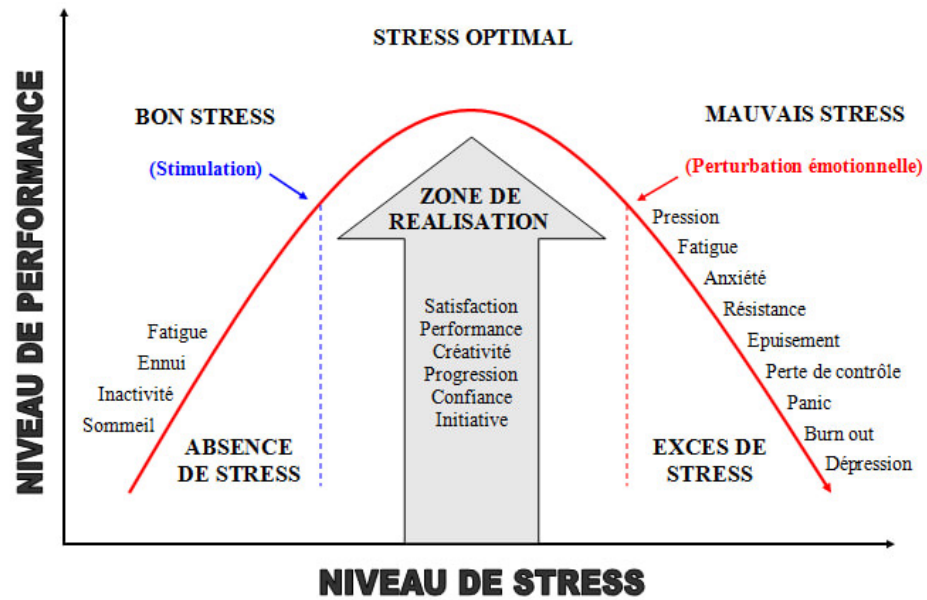 STRESS OPTIMAL
BON STRESS
MAUVAIS STRESS
(Stimulation)
(Perturbation émotionnelle)
ZONE DE
REALISATION
Satisfaction
Performance
Créativité
Progression
Confiance
Initiative
Fatigue
Ennui
Inactivité
Sommeil
ABSENCE
DE STRESS
Pression
Fatigue
Anxiété
Résistance
Epuisement
Perte de contrôle
Panic
Burn out
Dépression
EXCES DE
STRESS
NIVEAU DE PERFORMANCE
NIVEAU DE STRESS